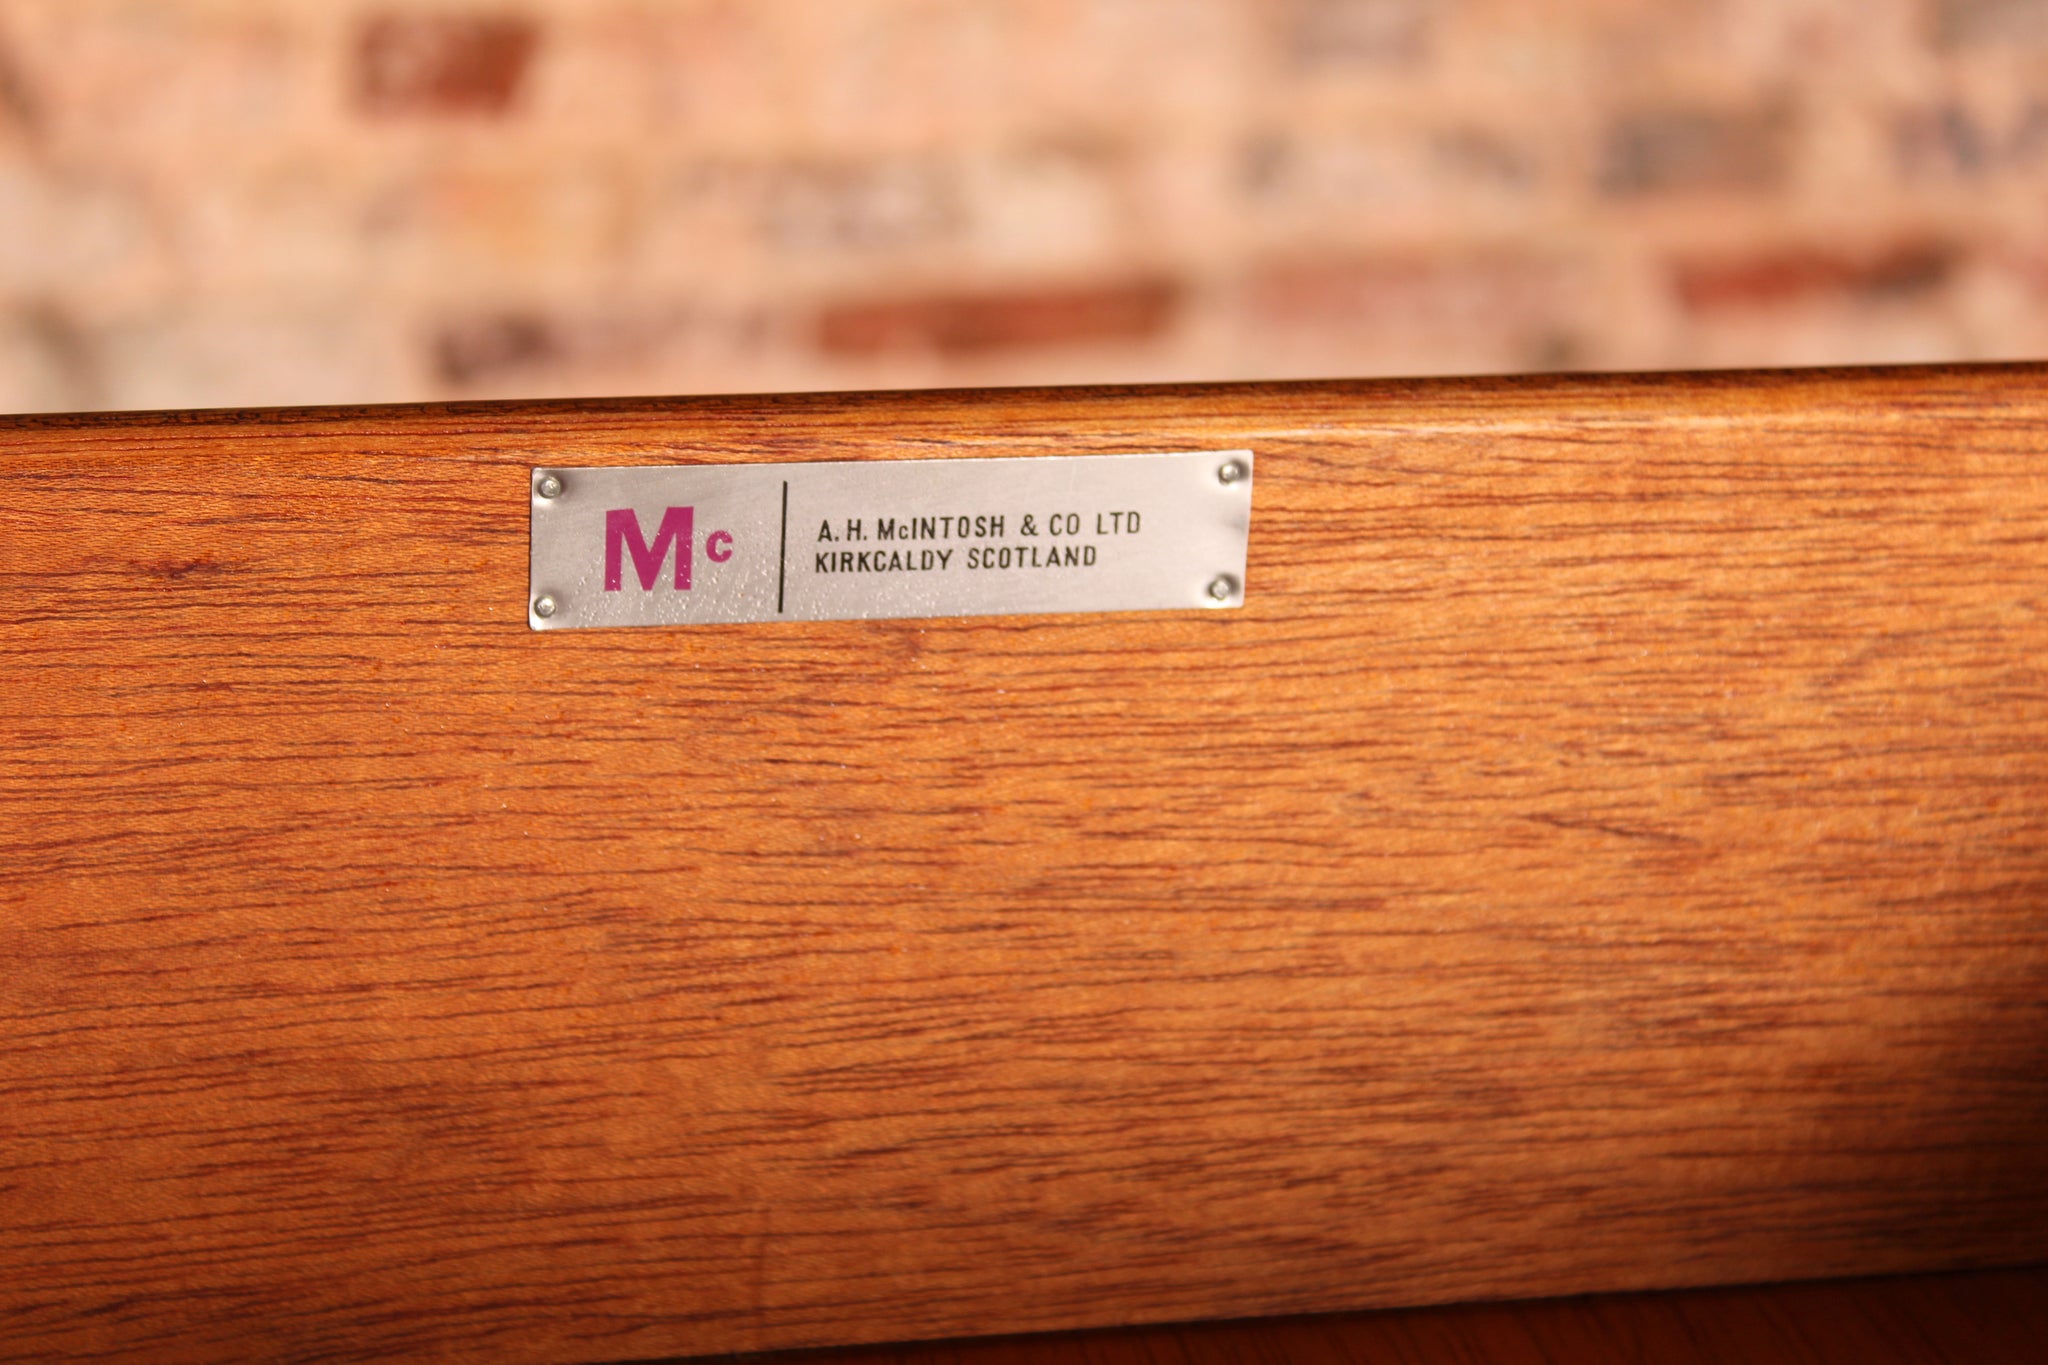 Mc
A. H. McINTOSH & CO LTD
KIRKCALDY SCOTLAND